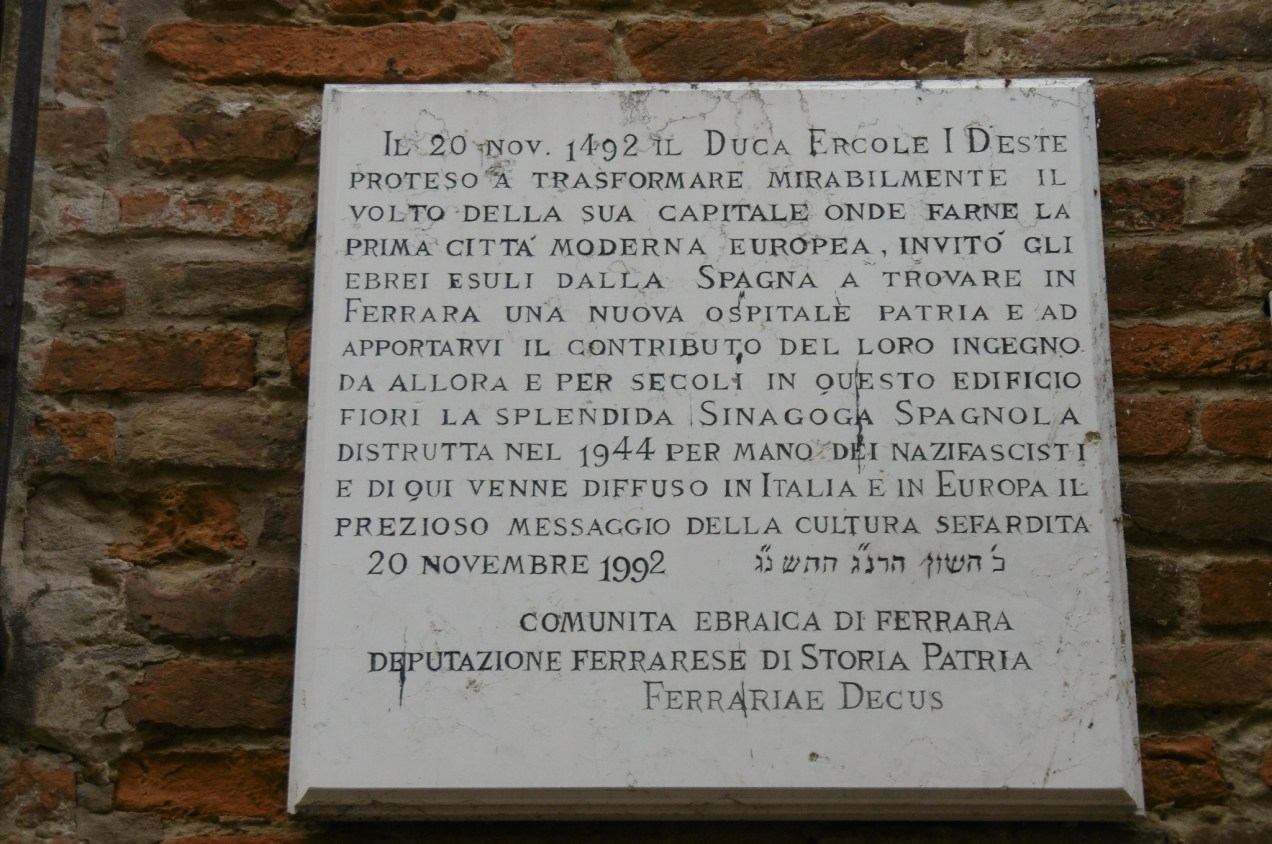 IL 20 NOV. 1492 IL DUCA ERCOLE I D'ESTE
PROTESO A TRASFORMARE MIRABILMENTE IL
VOLTO DELLA SUA CAPITALE ONDE FARNE LA
PRIMA CITTA' MODERNA EUROPEA, INVITO' GLI
EBREI ESULI DALLA SPAGNA A TROVARE IN
FERRARA UNA NUOVA OSPITALE PATRIA E AD
APPORTARVI IL CONTRIBUTO DEL LORO INGEGNO.
DA ALLORA E PER SECOLI IN QUESTO EDIFICIO
FIORI LA SPLENDIDA SINAGOGA SPAGNOLA
DISTRUTTA NEL 1944 PER MANO DEI NAZIFASCISTI
E DI QUI VENNE DIFFUSO IN ITALIA E IN EUROPA IL
PREZIOSO MESSAGGIO DELLA CULTURA SEFARDITA
20 NOVEMBRE 1992 כ׳ חשון הרנ״ג התשנ״ג
COMUNITA EBRAICA DI FERRARA
DEPUTAZIONE FERRARESE DI STORIA PATRIA
FERRARIAE DECUS